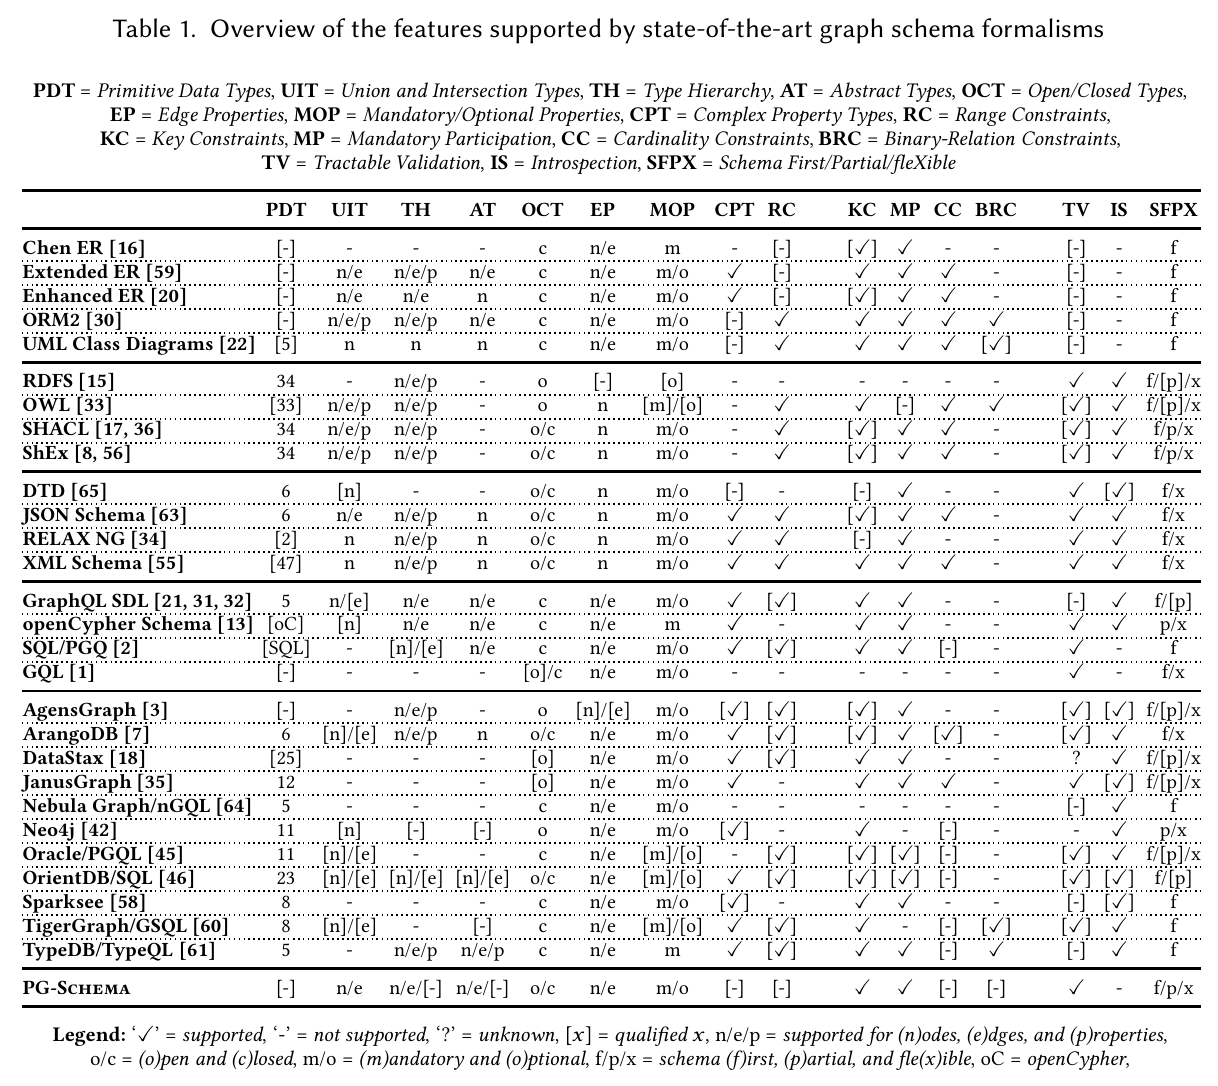 Table 1. Overview of the features supported by state-of-the-art graph schema formalisms
PDT = Primitive Data Types, UIT = Union and Intersection Types, TH = Type Hierarchy, AT = Abstract Types, OCT = Open/Closed Types,
EP = Edge Properties, MOP = Mandatory/Optional Properties, CPT = Complex Property Types, RC = Range Constraints,
KC = Key Constraints, MP = Mandatory Participation, CC = Cardinality Constraints, BRC = Binary-Relation Constraints,
TV = Tractable Validation, IS = Introspection, SFPX = Schema First/Partial/fleXible
PDT UIT TH AT OCT EP MOP CPT RC KC MP CC BRC TV IS SFPX
Chen ER [16] [-] - - - c n/e m - [-] [✓] ✓ - - [-] - f
Extended ER [59] [-] n/e n/e/p n/e c n/e m/o ✓ [-] ✓ ✓ ✓ - [-] - f
Enhanced ER [20] [-] n/e n/e n c n/e m/o ✓ [-] [✓] ✓ ✓ - [-] - f
ORM2 [30] [-] n/e/p n/e/p n/e c n/e m/o [-] ✓ ✓ ✓ ✓ ✓ [-] - f
UML Class Diagrams [22] [5] n n n c n/e m/o [-] ✓ ✓ ✓ ✓ [✓] [-] - f
RDFS [15] 34 - n/e/p - o [-] [o] - - - - - - ✓ ✓ f/[p]/x
OWL [33] [33] n/e/p n/e/p - o n [m]/[o] - ✓ ✓ [-] ✓ ✓ [✓] ✓ f/[p]/x
SHACL [17, 36] 34 n/e/p n/e/p - o/c n m/o - ✓ [✓] ✓ ✓ - [✓] ✓ f/p/x
ShEx [8, 56] 34 n/e/p n/e/p - o/c n m/o - ✓ [✓] ✓ ✓ - [✓] ✓ f/p/x
DTD [65] 6 [n] - - o/c n m/o [-] - [-] ✓ - - ✓ [✓] f/x
JSON Schema [63] 6 n/e n/e/p n o/c n m/o ✓ ✓ [✓] ✓ ✓ - ✓ ✓ f/x
RELAX NG [34] [2] n n/e/p n o/c n m/o ✓ ✓ [-] ✓ - - ✓ ✓ f/x
XML Schema [55] [47] n n/e/p n o/c n m/o ✓ ✓ ✓ ✓ ✓ - ✓ ✓ f/x
GraphQL SDL [21, 31, 32] 5 n/[e] n/e n/e c n/e m/o ✓ [✓] ✓ ✓ - - [-] ✓ f/[p]
openCypher Schema [13] [oC] [n] n/e n/e c n/e m ✓ - ✓ ✓ - - ✓ ✓ p/x
SQL/PGQ [2] [SQL] - [n]/[e] n/e c n/e m/o ✓ [✓] ✓ ✓ [-] - ✓ - f
GQL [1] [-] - - - [o]/c n/e m/o - - - - - - ✓ - f/x
AgensGraph [3] [-] - n/e/p - o [n]/[e] m/o [✓] [✓] [✓] ✓ - - [✓] [✓] f/[p]/x
ArangoDB [7] 6 [n]/[e] n/e/p n o/c n/e m/o ✓ [✓] [✓] ✓ [✓] - [✓] ✓ f/x
DataStax [18] [25] - - - [o] n/e m/o ✓ [✓] ✓ ✓ - - ? ✓ f/[p]/x
JanusGraph [35] 12 - - - [o] n/e m/o ✓ - ✓ ✓ ✓ - ✓ [✓] f/[p]/x
Nebula Graph/nGQL [64] 5 - - - c n/e m/o - - - - - - [-] ✓ f
Neo4j [42] 11 [n] [-] [-] o n/e m/o [✓] - ✓ - [-] - - ✓ p/x
Oracle/PGQL [45] 11 [n]/[e] - - c n/e [m]/[o] - [✓] [✓] [✓] [-] - [✓] ✓ f/[p]/x
OrientDB/SQL [46] 23 [n]/[e] [n]/[e] [n]/[e] o/c n/e [m]/[o] ✓ [✓] [✓] [✓] [-] - [✓] [✓] f/[p]
Sparksee [58] 8 - - - c n/e m/o [✓] - ✓ ✓ - - [-] [✓] f
TigerGraph/GSQL [60] 8 [n]/[e] - [-] c n/e [m]/[o] ✓ [✓] ✓ - [-] [✓] [✓] ✓ f
TypeDB/TypeQL [61] 5 - n/e/p n/e/p c n/e m ✓ [✓] ✓ ✓ [-] ✓ [-] ✓ f
PG-Schema [-] n/e n/e/[-] n/e/[-] o/c n/e m/o [-] [-] ✓ ✓ [-] [-] ✓ - f/p/x
Legend: '✓' = supported, '-' = not supported, '?' = unknown, [x] = qualified x, n/e/p = supported for (n)odes, (e)dges, and (p)roperties,
o/c = (o)pen and (c)losed, m/o = (m)andatory and (o)ptional, f/p/x = schema (f)irst, (p)artial, and fle(x)ible, oC = openCypher,